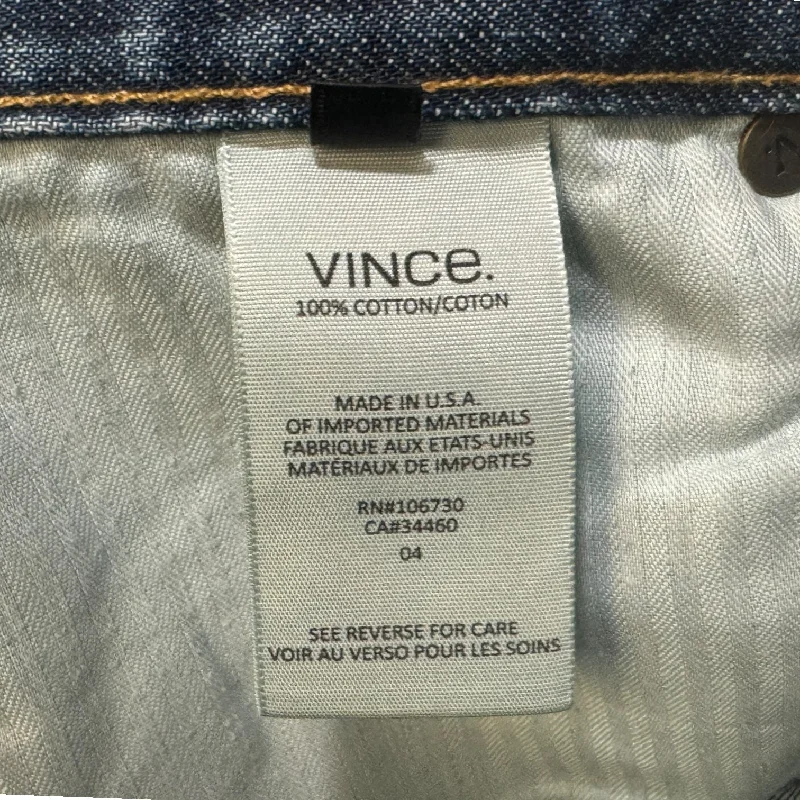 VINCe.
100% COTTON/COTON
MADE IN U.S.A.
OF IMPORTED MATERIALS
FABRIQUE AUX ETATS-UNIS
MATÉRIAUX DE IMPORTES
RN#106730
CA#34460
04
SEE REVERSE FOR CARE
VOIR AU VERSO POUR LES SOINS